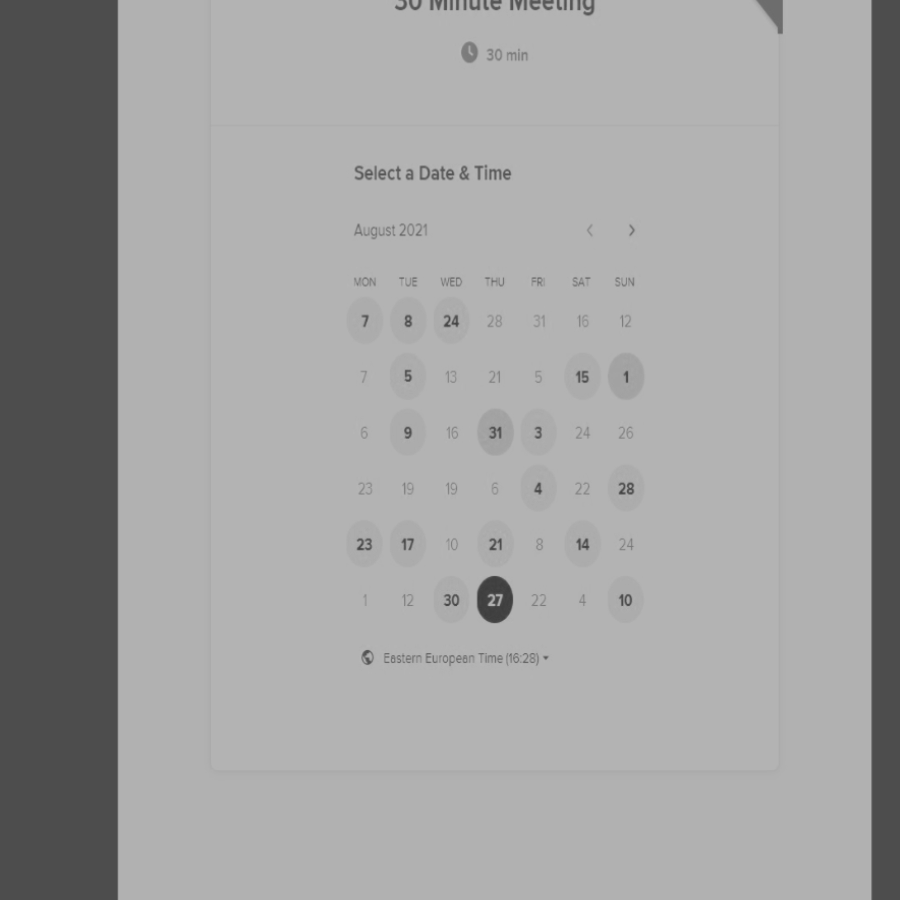 30 Minute Meeting
30 min
Select a Date & Time
August 2021
MON TUE WED THU FRI SAT SUN
7 8 24 28 31 16 12
7 5 13 21 5 15 1
6 9 16 31 3 24 26
23 19 19 6 4 22 28
23 17 10 21 8 14 24
1 12 30 27 22 4 10
Eastern European Time (16:28)